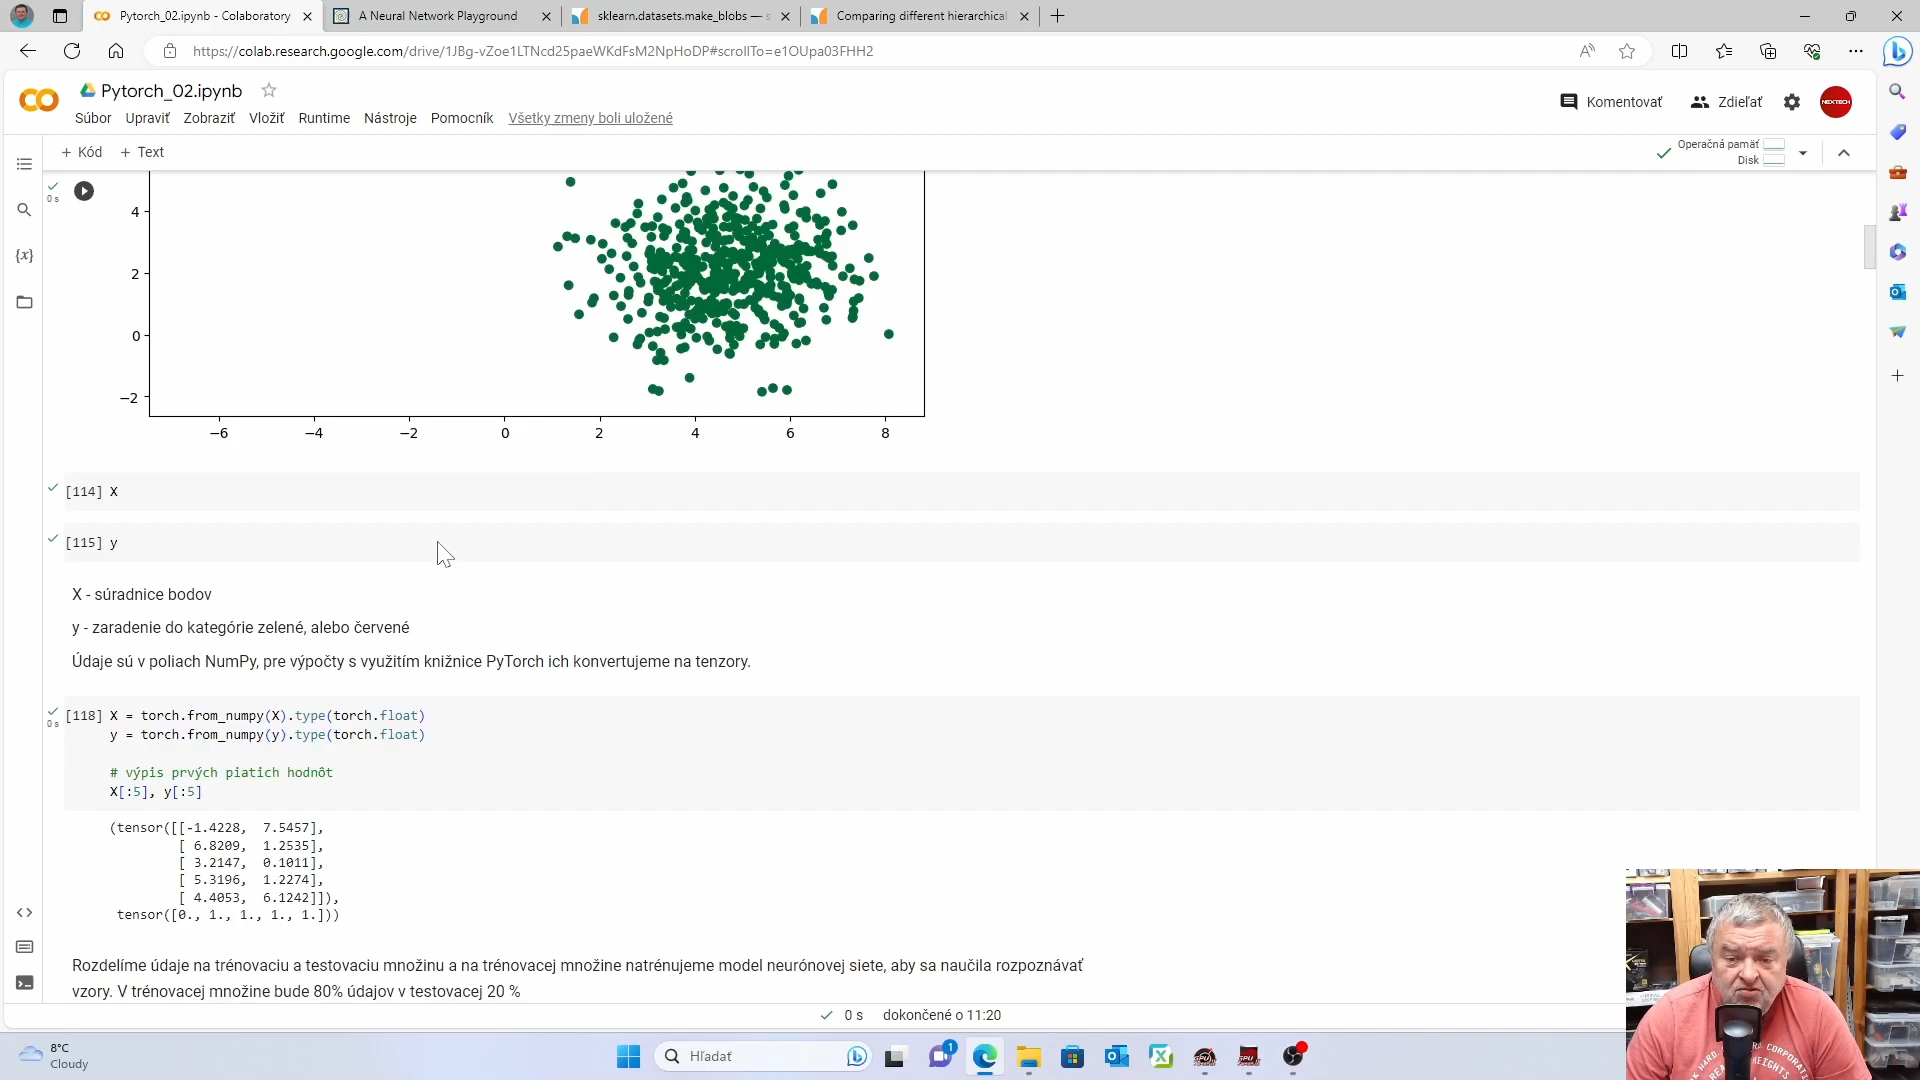 Pytorch_02.ipynb - Colaboratory
A Neural Network Playground
sklearn.datasets.make_blobs — s
Comparing different hierarchical
https://colab.research.google.com/drive/1JBg-vZoe1LTNcd25paeWKdFsM2NpHoDP#scrollTo=e1OUpa03FHH2
Pytorch_02.ipynb
Komentovať
Zdieľať
NEXTECH
Súbor Upraviť Zobraziť Vložiť Runtime Nástroje Pomocník Všetky zmeny boli uložené
+ Kód + Text
Operačná pamäť
Disk
0 s
4
2
0
−2
−6 −4 −2 0 2 4 6 8
[114] X
[115] y
X - súradnice bodov
y - zaradenie do kategórie zelené, alebo červené
Údaje sú v poliach NumPy, pre výpočty s využitím knižnice PyTorch ich konvertujeme na tenzory.
0 s
[118] X = torch.from_numpy(X).type(torch.float)
y = torch.from_numpy(y).type(torch.float)
# výpis prvých piatich hodnôt
X[:5], y[:5]
(tensor([[-1.4228, 7.5457],
[ 6.8209, 1.2535],
[ 3.2147, 0.1011],
[ 5.3196, 1.2274],
[ 4.4053, 6.1242]]),
tensor([0., 1., 1., 1., 1.]))
Rozdelíme údaje na trénovaciu a testovaciu množinu a na trénovacej množine natrénujeme model neurónovej siete, aby sa naučila rozpoznávať
vzory. V trénovacej množine bude 80% údajov v testovacej 20 %
0 s dokončené o 11:20
8°C
Cloudy
Hľadať
1